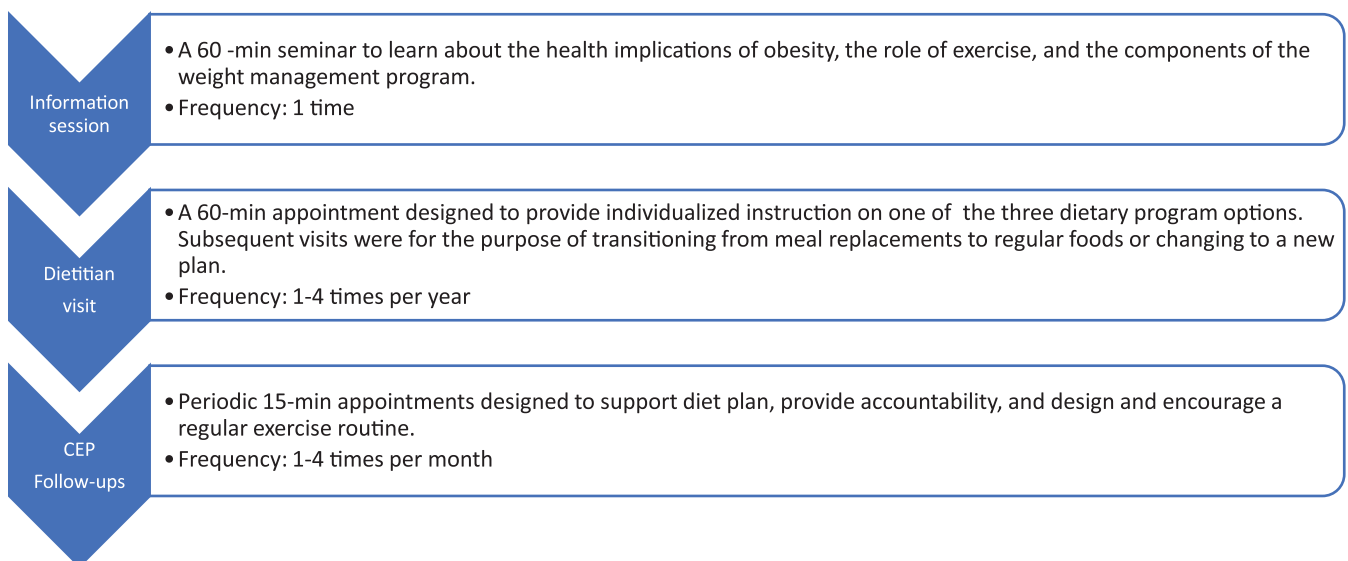 Information
session
• A 60 -min seminar to learn about the health implications of obesity, the role of exercise, and the components of the
weight management program.
• Frequency: 1 time
Dietitian
visit
• A 60-min appointment designed to provide individualized instruction on one of  the three dietary program options.
Subsequent visits were for the purpose of transitioning from meal replacements to regular foods or changing to a new
plan.
• Frequency: 1-4 times per year
CEP
Follow-ups
• Periodic 15-min appointments designed to support diet plan, provide accountability, and design and encourage a
regular exercise routine.
• Frequency: 1-4 times per month